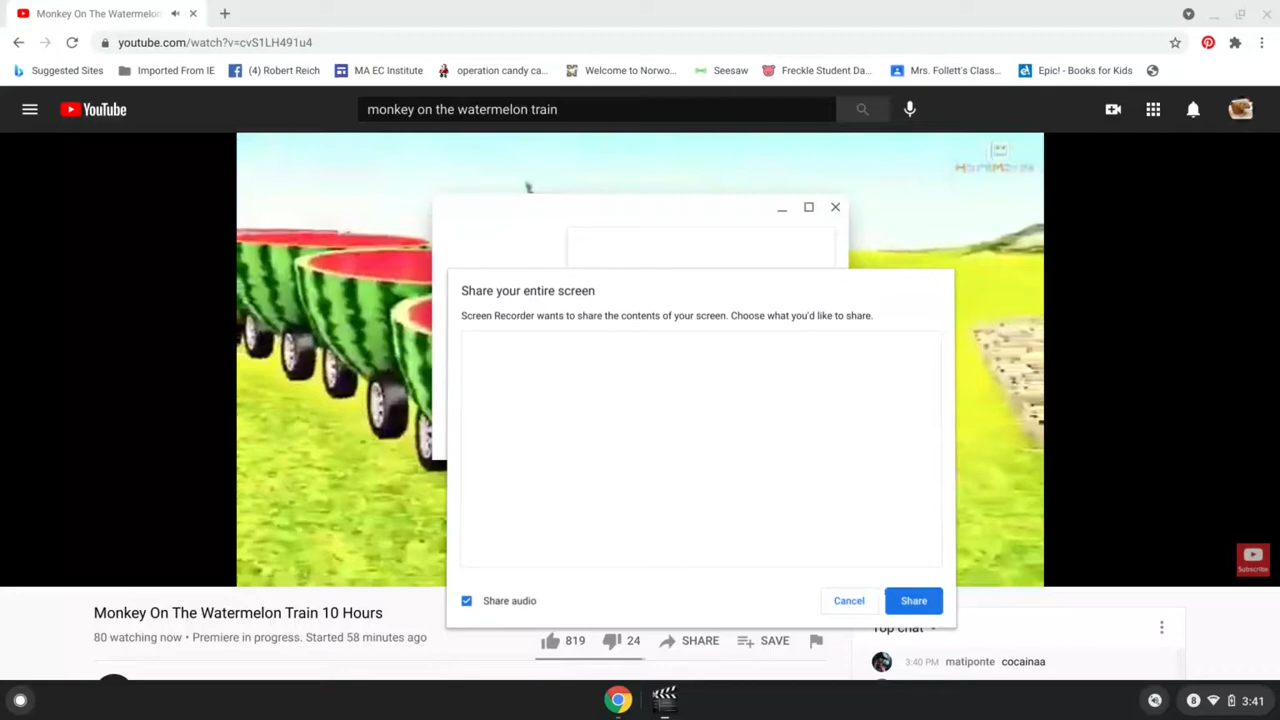 Monkey On The Watermelon
youtube.com/watch?v=cvS1LH491u4
Suggested Sites
Imported From IE
(4) Robert Reich
MA EC Institute
operation candy ca...
Welcome to Norwo...
Seesaw
Freckle Student Da...
Mrs. Follett's Class...
Epic! - Books for Kids
YouTube
monkey on the watermelon train
Share your entire screen
Screen Recorder wants to share the contents of your screen. Choose what you'd like to share.
Share audio
Cancel
Share
Subscribe
Monkey On The Watermelon Train 10 Hours
80 watching now • Premiere in progress. Started 58 minutes ago
819
24
SHARE
SAVE
Top chat
3:40 PM matiponte cocainaa
8
3:41